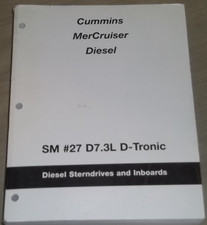 Cummins
MerCruiser
Diesel
SM #27 D7.3L D-Tronic
Diesel Sterndrives and Inboards